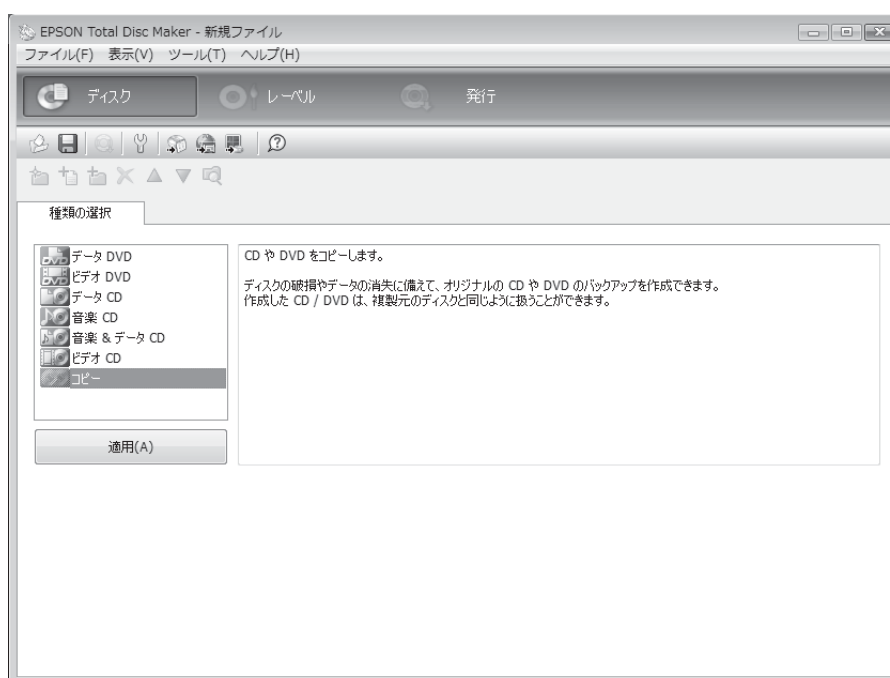 EPSON Total Disc Maker - 新規ファイル
ファイル(F) 表示(V) ツール(T) ヘルプ(H)
ディスク レーベル 発行
種類の選択
データ DVD
ビデオ DVD
データ CD
音楽 CD
音楽 & データ CD
ビデオ CD
コピー
適用(A)
CD や DVD をコピーします。
ディスクの破損やデータの消失に備えて、オリジナルの CD や DVD のバックアップを作成できます。
作成した CD / DVD は、複製元のディスクと同じように扱うことができます。